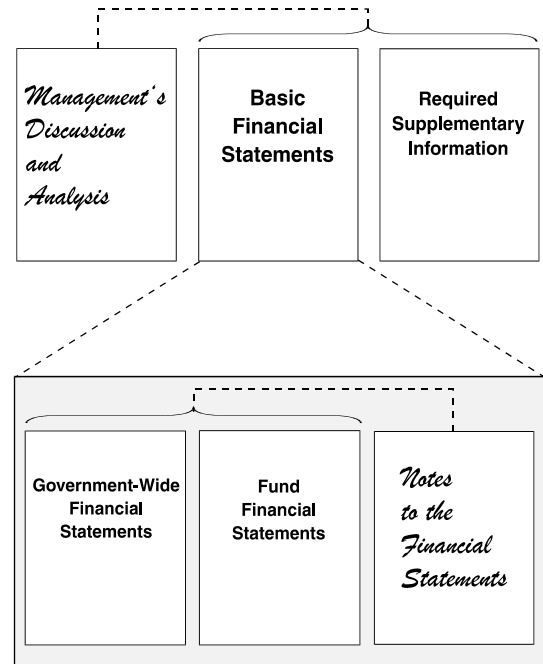 Management's
Discussion
and
Analysis
Basic
Financial
Statements
Required
Supplementary
Information
Government-Wide
Financial
Statements
Fund
Financial
Statements
Notes
to the
Financial
Statements